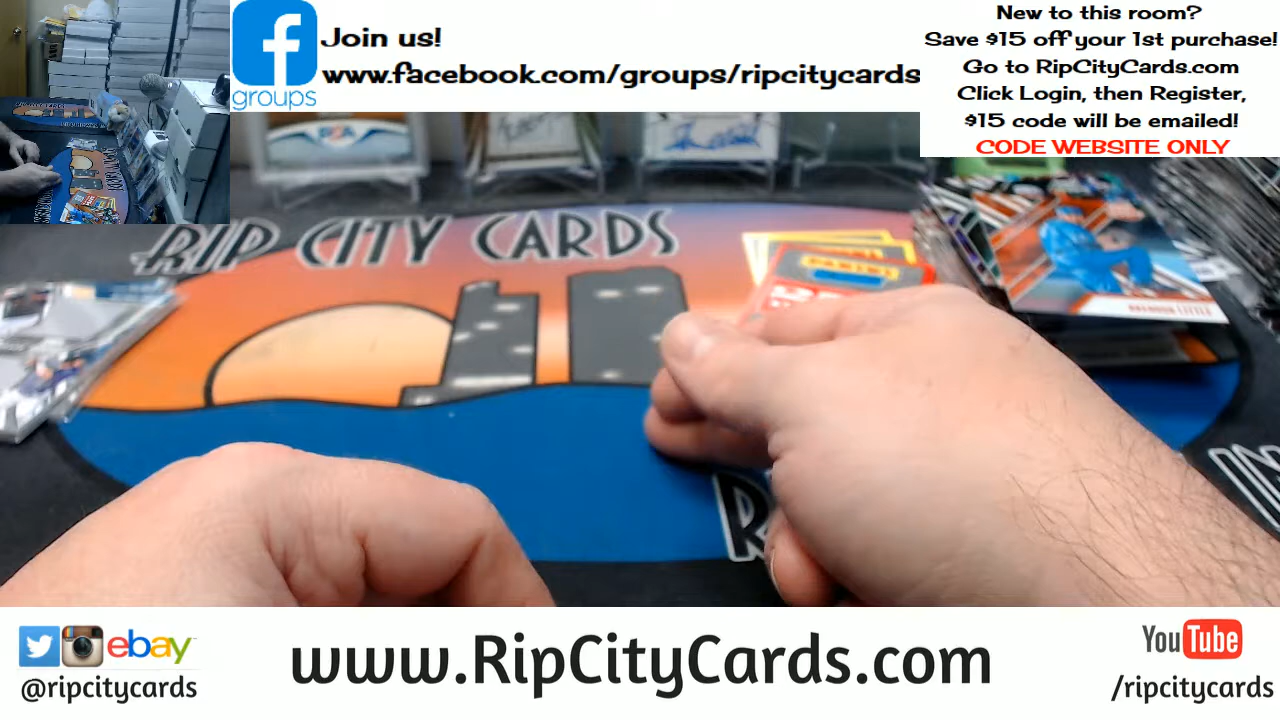 Join us!
www.facebook.com/groups/ripcitycards
groups
New to this room?
Save $15 off your 1st purchase!
Go to RipCityCards.com
Click Login, then Register,
$15 code will be emailed!
CODE WEBSITE ONLY
PSA
RIP CITY CARDS
PANINI
R
ebay
@ripcitycards
www.RipCityCards.com
YouTube
/ripcitycards